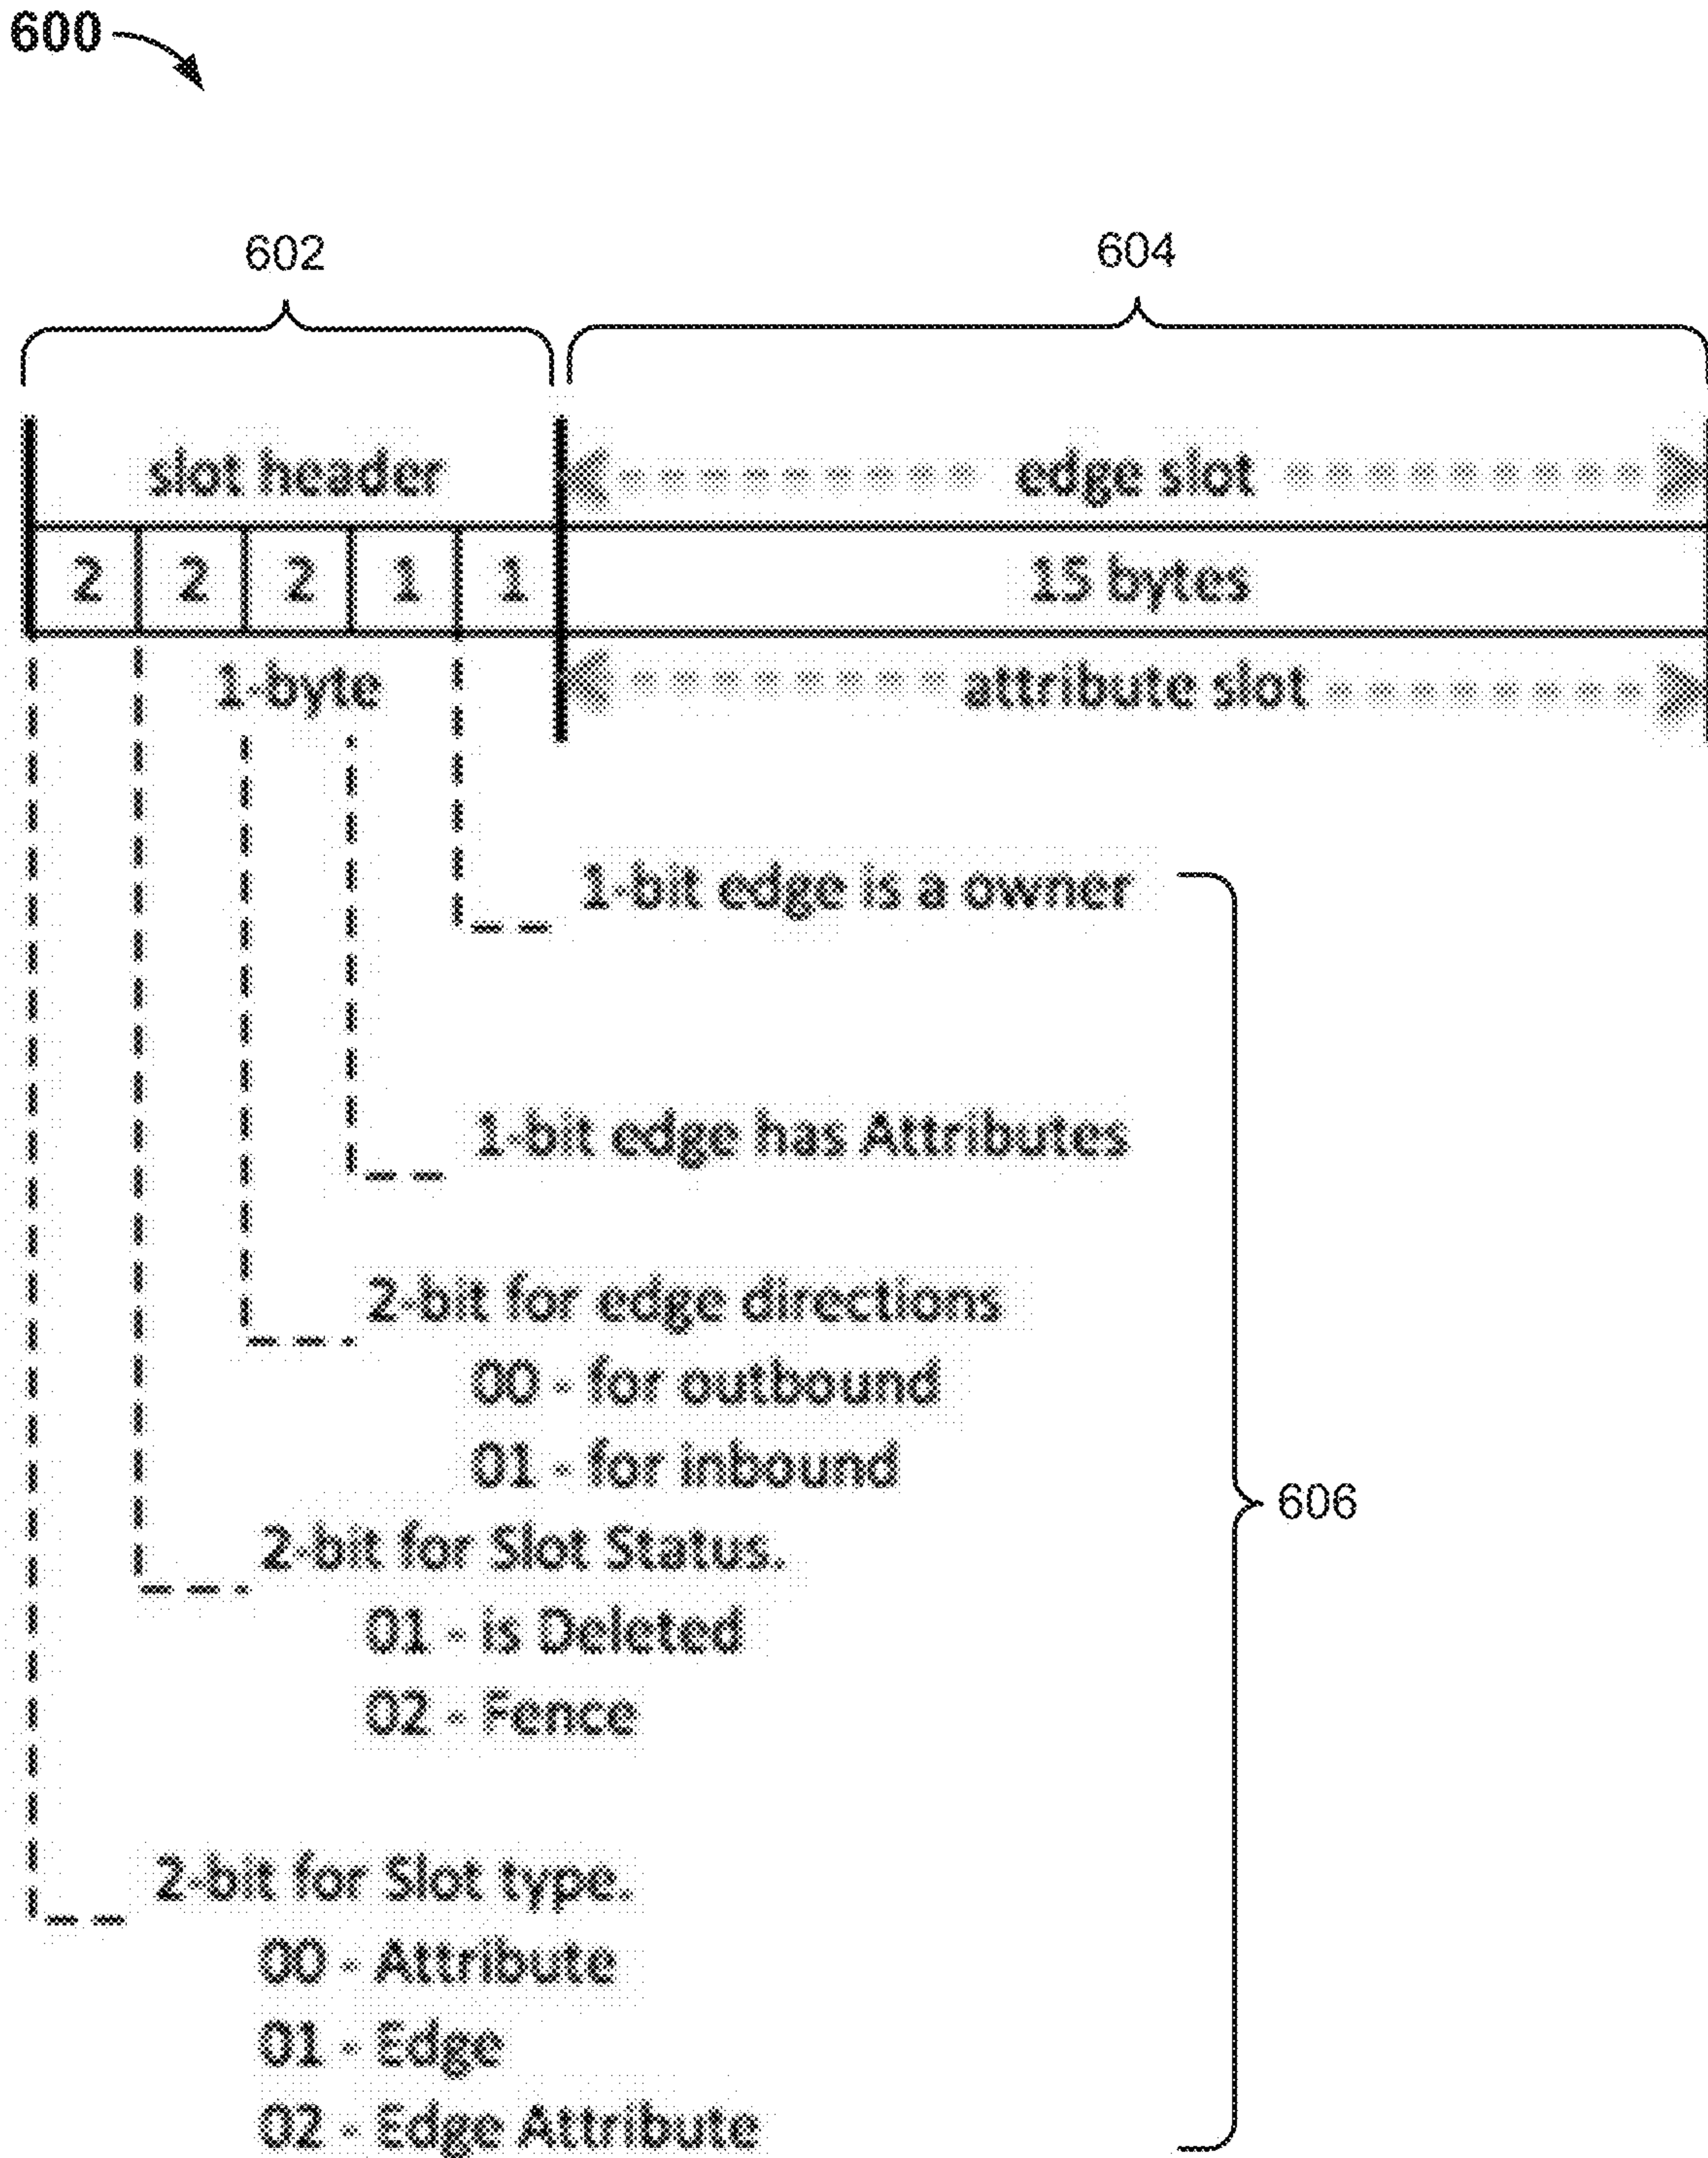 600
602
604
slot header
edge slot
2 2 2 1 1
15 bytes
1-byte
attribute slot
1-bit edge is a owner
1-bit edge has Attributes
2-bit for edge directions
00 - for outbound
01 - for inbound
606
2-bit for Slot Status.
01 - is Deleted
02 - Fence
2-bit for Slot type.
00 - Attribute
01 - Edge
02 - Edge Attribute